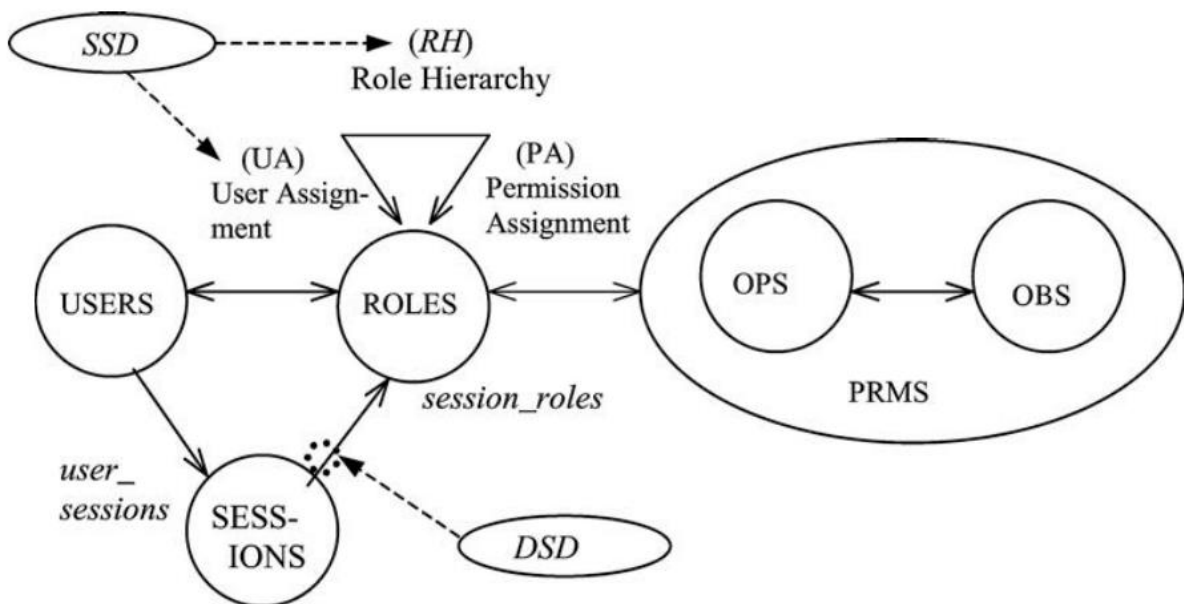 SSD
(RH)
Role Hierarchy
(UA)
User Assign-
ment
(PA)
Permission
Assignment
USERS
ROLES
OPS
OBS
PRMS
session_roles
user_
sessions
SESS-
IONS
DSD